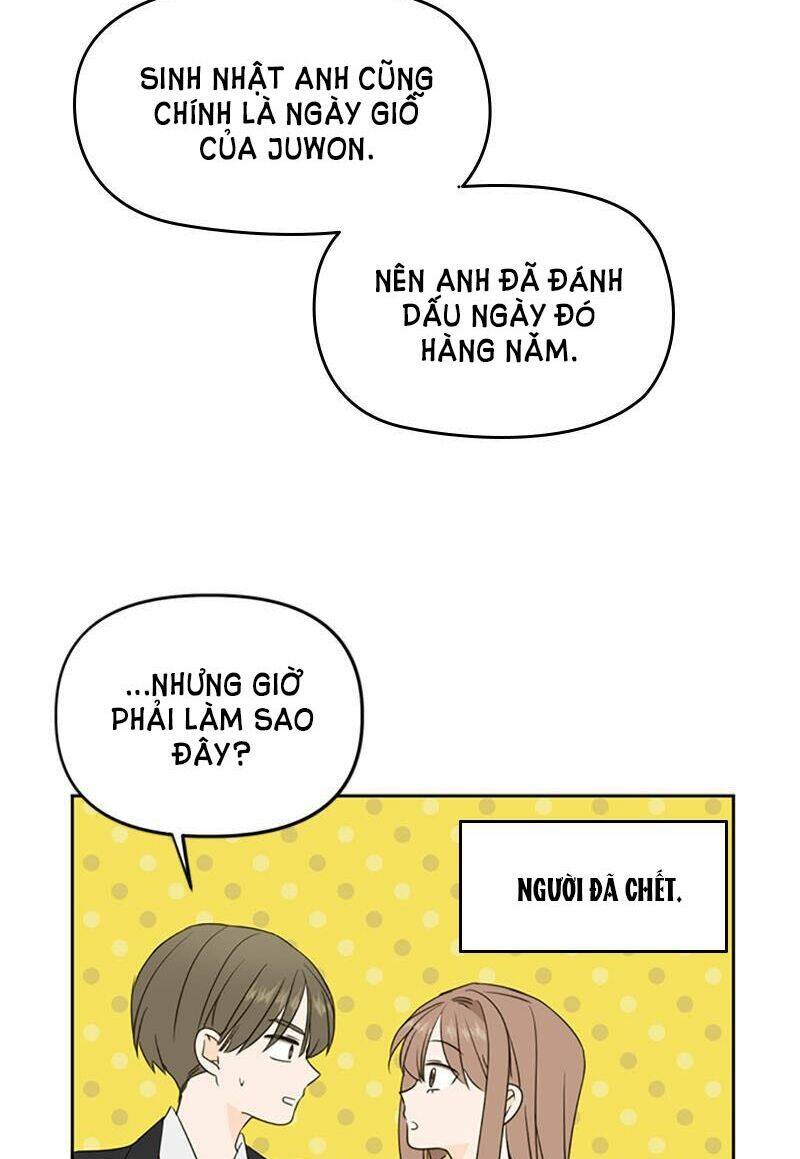 SINH NHẬT ANH CŨNG
CHÍNH LÀ NGÀY GIỖ
CỦA JUWON.
NÊN ANH ĐÃ ĐÁNH
DẤU NGÀY ĐÓ
HÀNG NĂM.
...NHƯNG GIỜ
PHẢI LÀM SAO
ĐÂY?
NGƯỜI ĐÃ CHẾT.